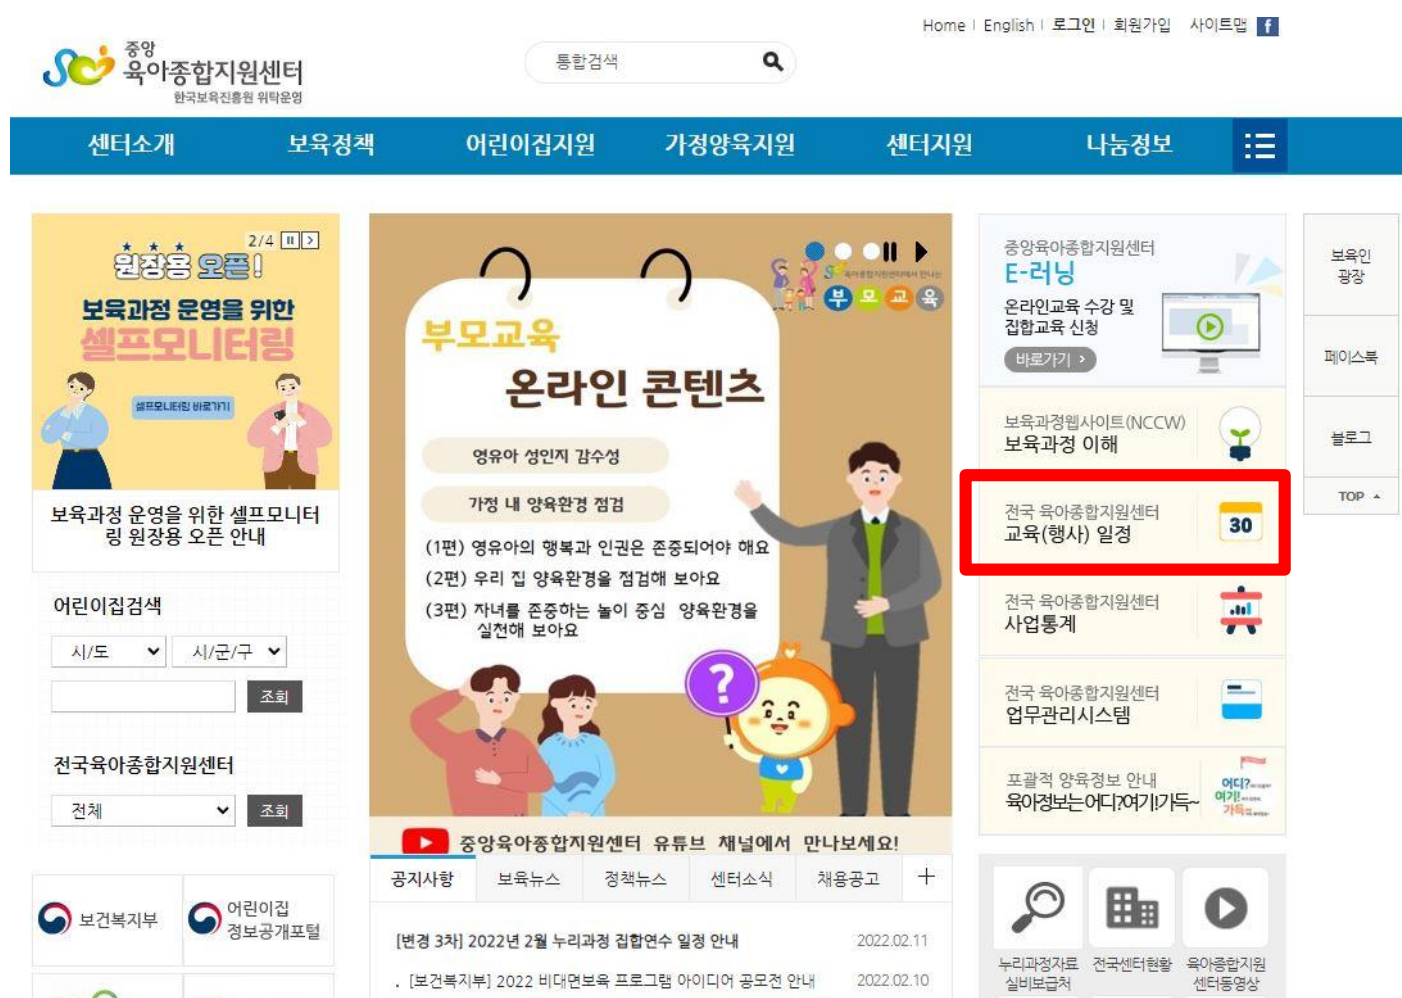 Home | English | 로그인 | 회원가입 사이트맵 f
중앙
육아종합지원센터
한국보육진흥원 위탁운영
통합검색
센터소개 보육정책 어린이집지원 가정양육지원 센터지원 나눔정보
2/4
원장용 오픈!
보육과정 운영을 위한
셀프모니터링
셀프모니터링 바로가기
보육과정 운영을 위한 셀프모니터
링 원장용 오픈 안내
어린이집검색
시/도 시/군/구
조회
전국육아종합지원센터
전체 조회
보건복지부
어린이집
정보공개포털
육아종합지원센터에서 만나는
부모교육
부모교육
온라인 콘텐츠
영유아 성인지 감수성
가정 내 양육환경 점검
(1편) 영유아의 행복과 인권은 존중되어야 해요
(2편) 우리 집 양육환경을 점검해 보아요
(3편) 자녀를 존중하는 놀이 중심 양육환경을
실천해 보아요
?
중앙육아종합지원센터 유튜브 채널에서 만나보세요!
공지사항 보육뉴스 정책뉴스 센터소식 채용공고 +
[변경 3차] 2022년 2월 누리과정 집합연수 일정 안내 2022.02.11
. [보건복지부] 2022 비대면보육 프로그램 아이디어 공모전 안내 2022.02.10
중앙육아종합지원센터
E-러닝
온라인교육 수강 및
집합교육 신청
바로가기 >
보육과정웹사이트(NCCW)
보육과정 이해
전국 육아종합지원센터
교육(행사) 일정
30
전국 육아종합지원센터
사업통계
전국 육아종합지원센터
업무관리시스템
포괄적 양육정보 안내
육아정보는어디?여기!가득~
어디?
여기!
가득
누리과정자료
실비보급처
전국센터현황
육아종합지원
센터동영상
보육인
광장
페이스북
블로그
TOP